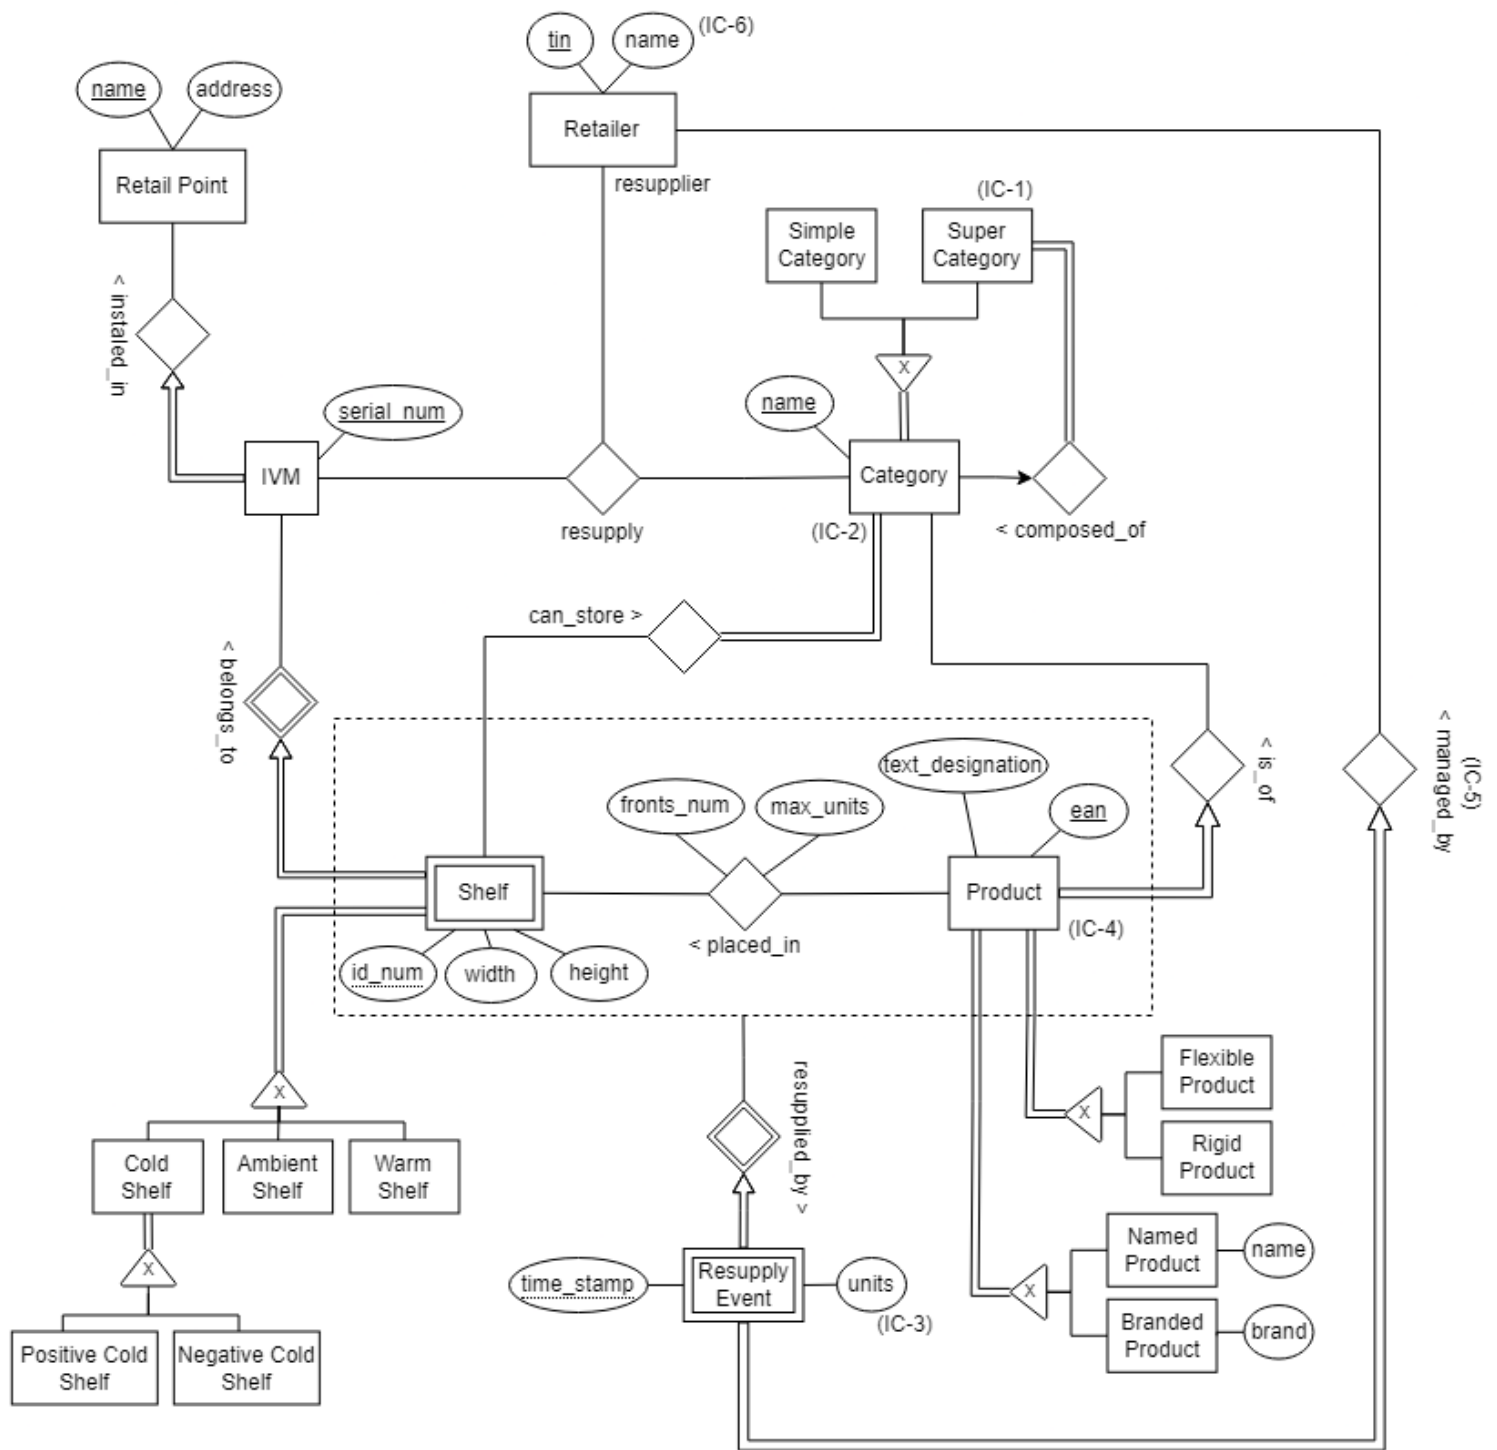 tin
name
(IC-6)
name
address
Retailer
Retail Point
resupplier
(IC-1)
Simple
Category
Super
Category
< instaled_in
X
name
serial_num
IVM
Category
resupply
(IC-2)
< composed_of
can_store >
< belongs_to
< is_of
< managed_by
(IC-5)
text_designation
fronts_num
max_units
ean
Shelf
Product
(IC-4)
< placed_in
id_num
width
height
resupplied_by >
X
Flexible
Product
X
Rigid
Product
Cold
Shelf
Ambient
Shelf
Warm
Shelf
Named
Product
name
X
X
Resupply
Event
time_stamp
units
(IC-3)
Branded
Product
brand
Positive Cold
Shelf
Negative Cold
Shelf